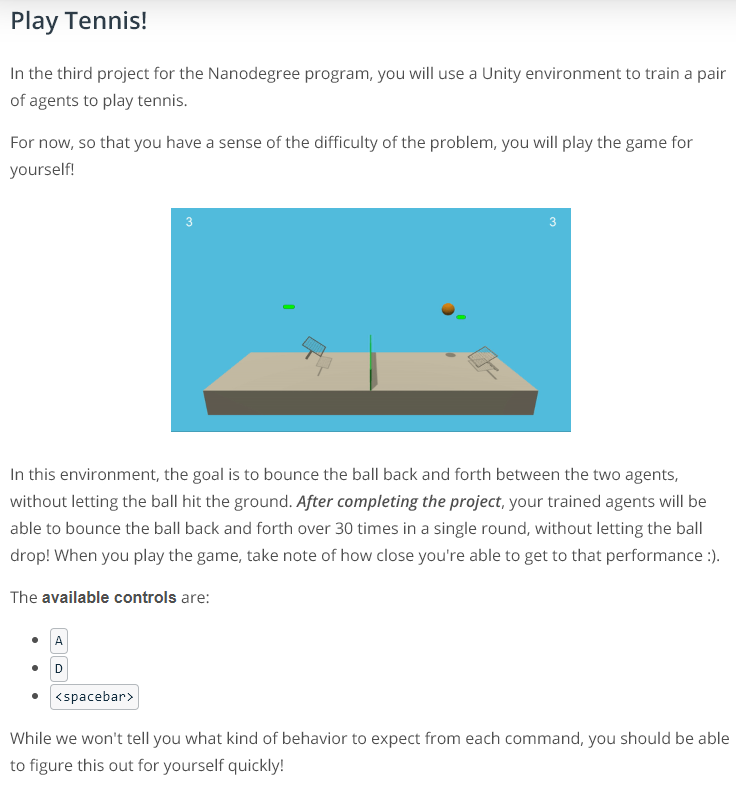 Play Tennis!
In the third project for the Nanodegree program, you will use a Unity environment to train a pair
of agents to play tennis.
For now, so that you have a sense of the difficulty of the problem, you will play the game for
yourself!
3 3
In this environment, the goal is to bounce the ball back and forth between the two agents,
without letting the ball hit the ground. After completing the project, your trained agents will be
able to bounce the ball back and forth over 30 times in a single round, without letting the ball
drop! When you play the game, take note of how close you're able to get to that performance :).
The available controls are:
A
D
<spacebar>
While we won't tell you what kind of behavior to expect from each command, you should be able
to figure this out for yourself quickly!